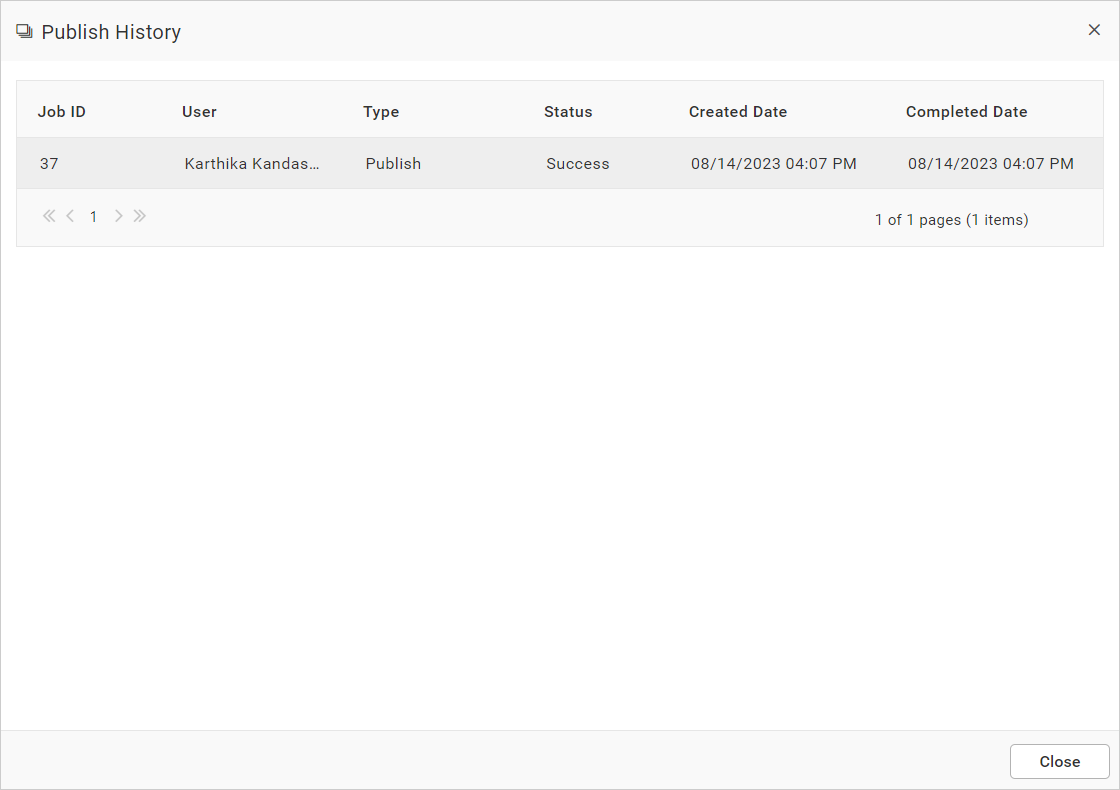 Publish History
Job ID User Type Status Created Date Completed Date
37 Karthika Kandas... Publish Success 08/14/2023 04:07 PM 08/14/2023 04:07 PM
1
1 of 1 pages (1 items)
Close